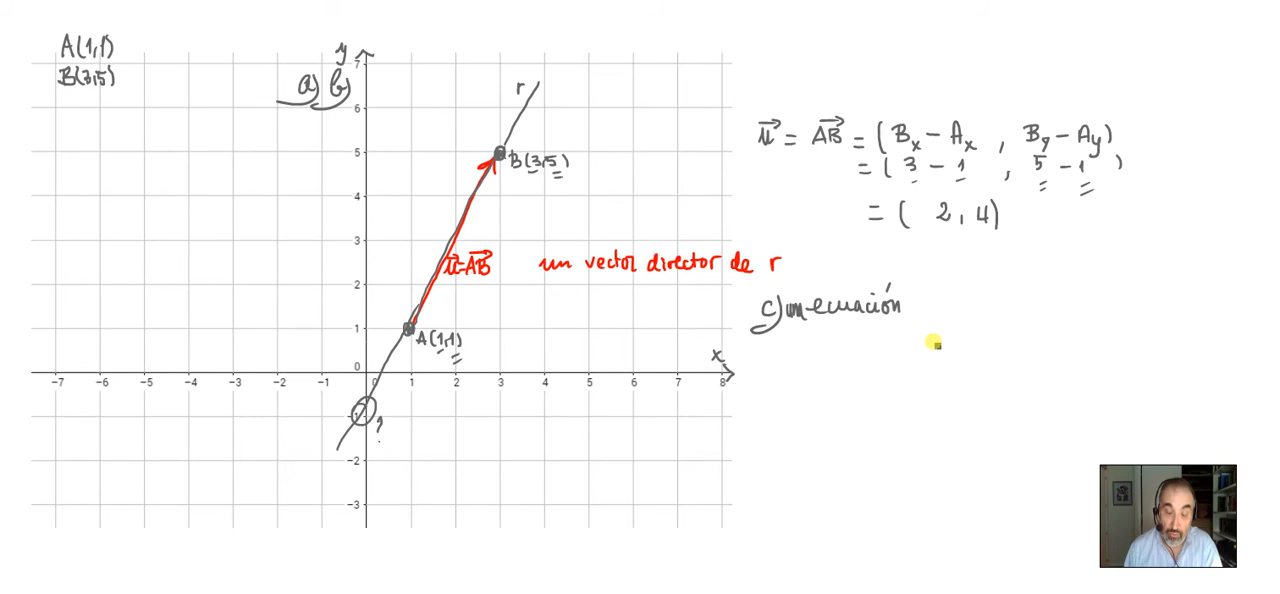 A(1,1)
B(3,5)
a) b)
y
7
6
5
4
3
2
1
0
-2
-3
-7 -6 -5 -4 -3 -2 -1 0 1 2 3 4 5 6 7 8
x
r
B(3,5)
A(1,1)
?
u=AB
un vector director de r
u = AB = (Bx - Ax , By - Ay)
= (3 - 1 , 5 - 1)
= ( 2, 4)
c) un ecuación